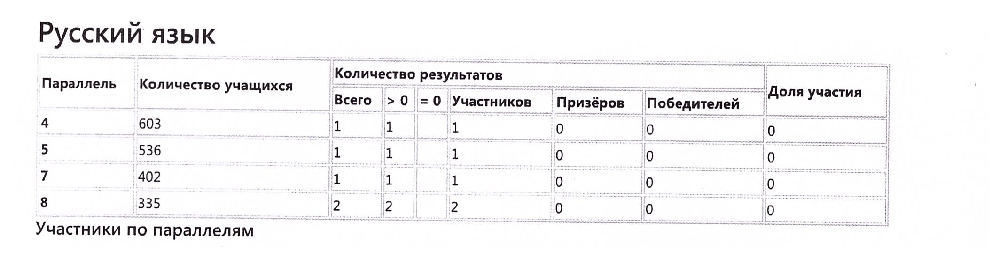 Русский язык
Параллель Количество учащихся Количество результатов Доля участия
Всего > 0 = 0 Участников Призёров Победителей
4 603 1 1 1 0 0 0
5 536 1 1 1 0 0 0
7 402 1 1 1 0 0 0
8 335 2 2 2 0 0 0
Участники по параллелям